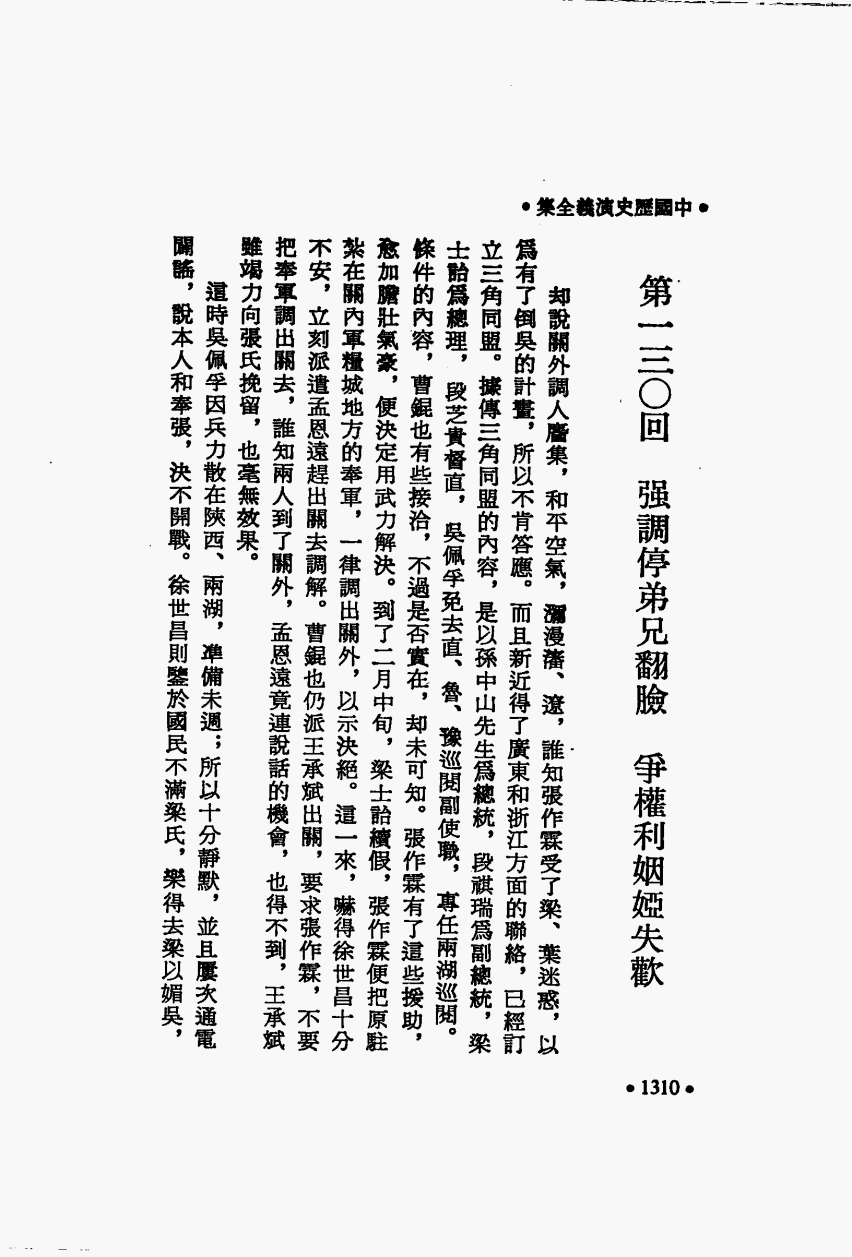 •中國歷史演義全集•
第一三〇回　强調停弟兄翻臉　爭權利姻婭失歡
却說關外調人麕集，和平空氣，瀰漫藩、遼，誰知張作霖受了梁、葉迷惑，以
爲有了倒吳的計畫，所以不肯答應。而且新近得了廣東和浙江方面的聯絡，已經訂
立三角同盟。據傳三角同盟的內容，是以孫中山先生爲總統，段祺瑞爲副總統，梁
士詒爲總理，段芝貴督直，吳佩孚免去直、魯、豫巡閱副使職，專任兩湖巡閱。
條件的內容，曹錕也有些接洽，不過是否實在，却未可知。張作霖有了這些援助，
愈加膽壯氣豪，便決定用武力解決。到了二月中旬，梁士詒續假，張作霖便把原駐
紮在關內軍糧城地方的奉軍，一律調出關外，以示決絕。這一來，嚇得徐世昌十分
不安，立刻派遣孟恩遠趕出關去調解。曹錕也仍派王承斌出關，要求張作霖，不要
把奉軍調出關去，誰知兩人到了關外，孟恩遠竟連說話的機會，也得不到，王承斌
雖竭力向張氏挽留，也毫無效果。
這時吳佩孚因兵力散在陝西、兩湖，準備未週；所以十分靜默，並且屢次通電
闢謠，說本人和奉張，決不開戰。徐世昌則鑒於國民不滿梁氏，樂得去梁以媚吳，
•1310•